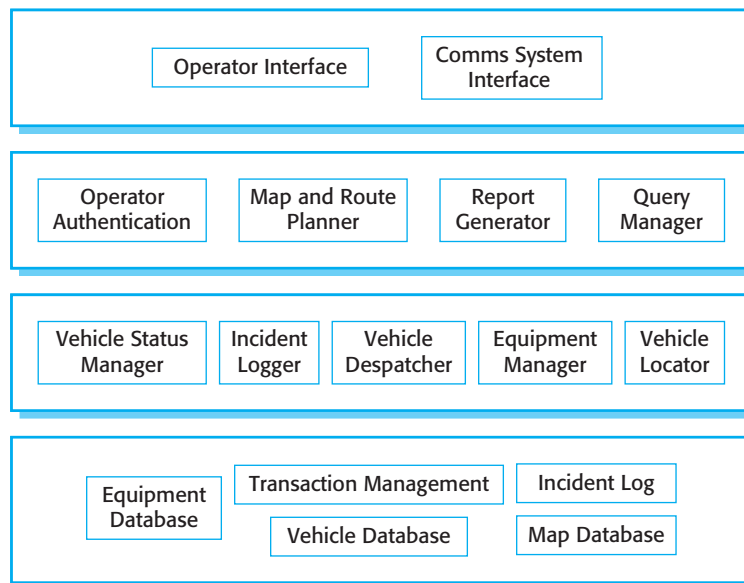 Operator Interface
Comms System
Interface
Operator
Authentication
Map and Route
Planner
Report
Generator
Query
Manager
Vehicle Status
Manager
Incident
Logger
Vehicle
Despatcher
Equipment
Manager
Vehicle
Locator
Equipment
Database
Transaction Management
Incident Log
Vehicle Database
Map Database